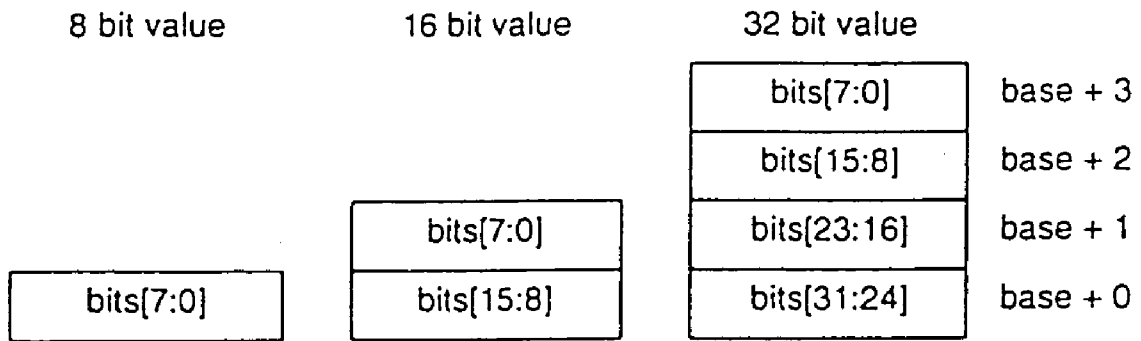 8 bit value 16 bit value 32 bit value
bits[7:0] base + 3
bits[15:8] base + 2
bits[7:0] bits[23:16] base + 1
bits[7:0] bits[15:8] bits[31:24] base + 0